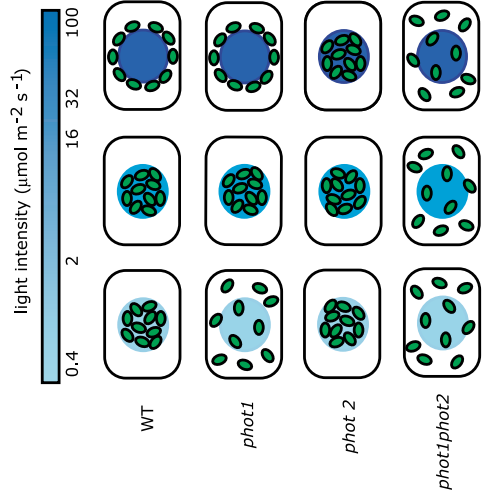 light intensity (µmol m⁻² s⁻¹)
100
32
16
2
0.4
WT
phot1
phot 2
phot1phot2